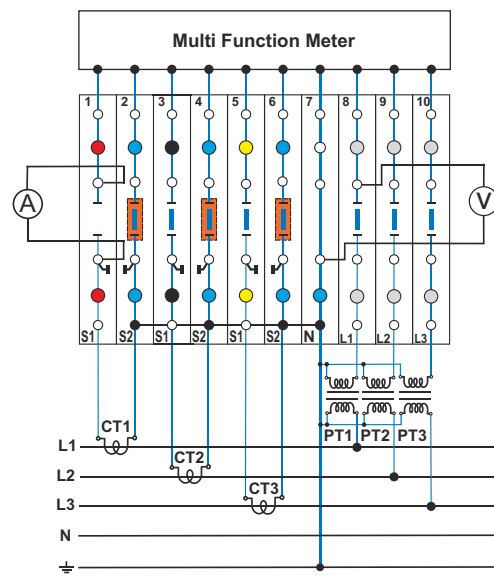 Multi Function Meter
1 2 3 4 5 6 7 8 9 10
A V
S1 S2 S1 S2 S1 S2 N L1 L2 L3
PT1 PT2 PT3
CT1
L1
CT2
L2
CT3
L3
N